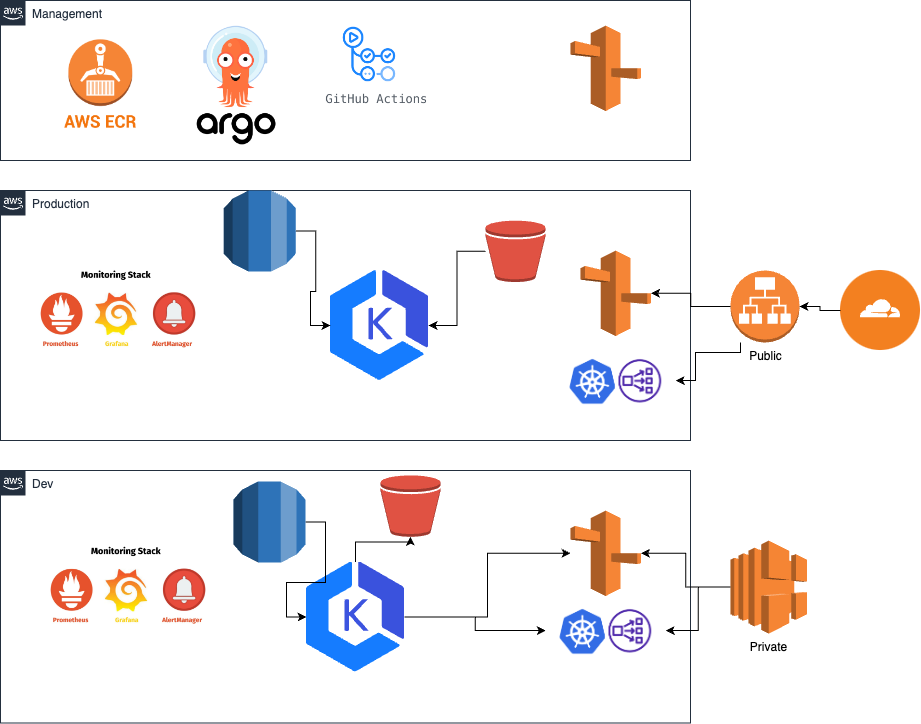 aws
Management
AWS ECR
argo
GitHub Actions
aws
Production
Monitoring Stack
Prometheus
Grafana
AlertManager
K
Public
aws
Dev
Monitoring Stack
Prometheus
Grafana
AlertManager
K
Private